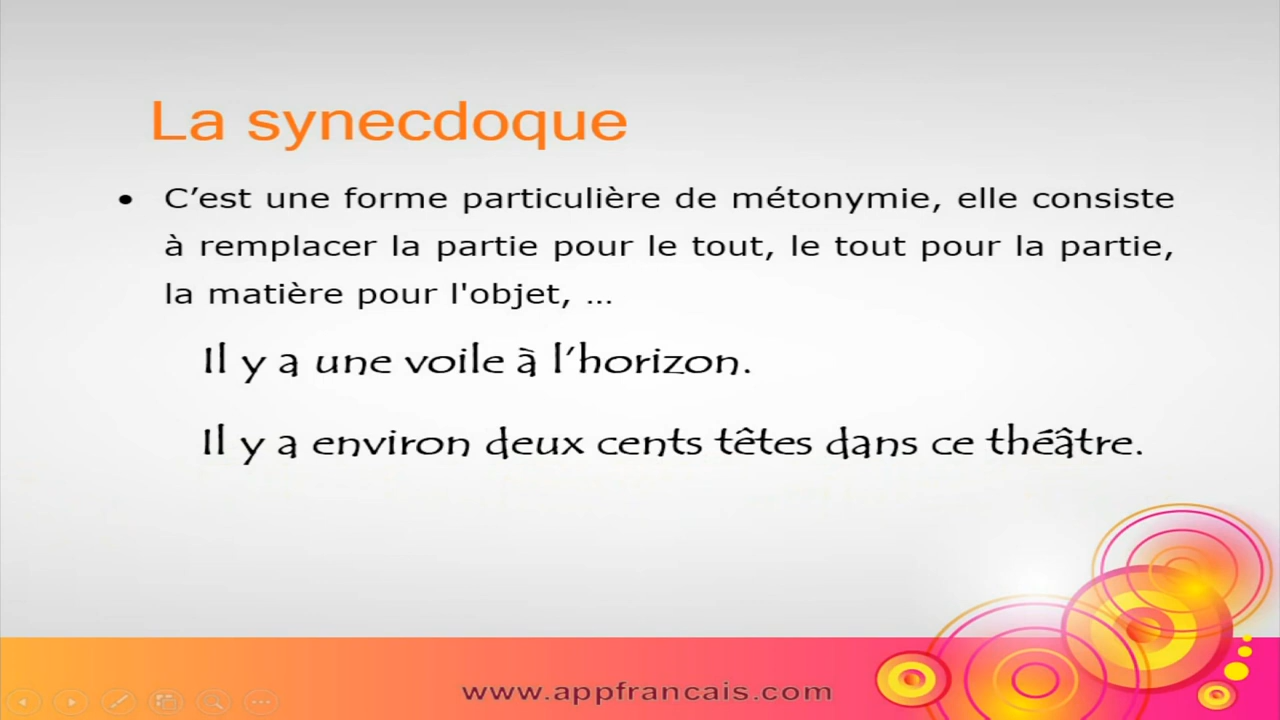 La synecdoque
• C’est une forme particulière de métonymie, elle consiste
à remplacer la partie pour le tout, le tout pour la partie,
la matière pour l'objet, ...
Il y a une voile à l’horizon.
Il y a environ deux cents têtes dans ce théâtre.
www.appfrancais.com